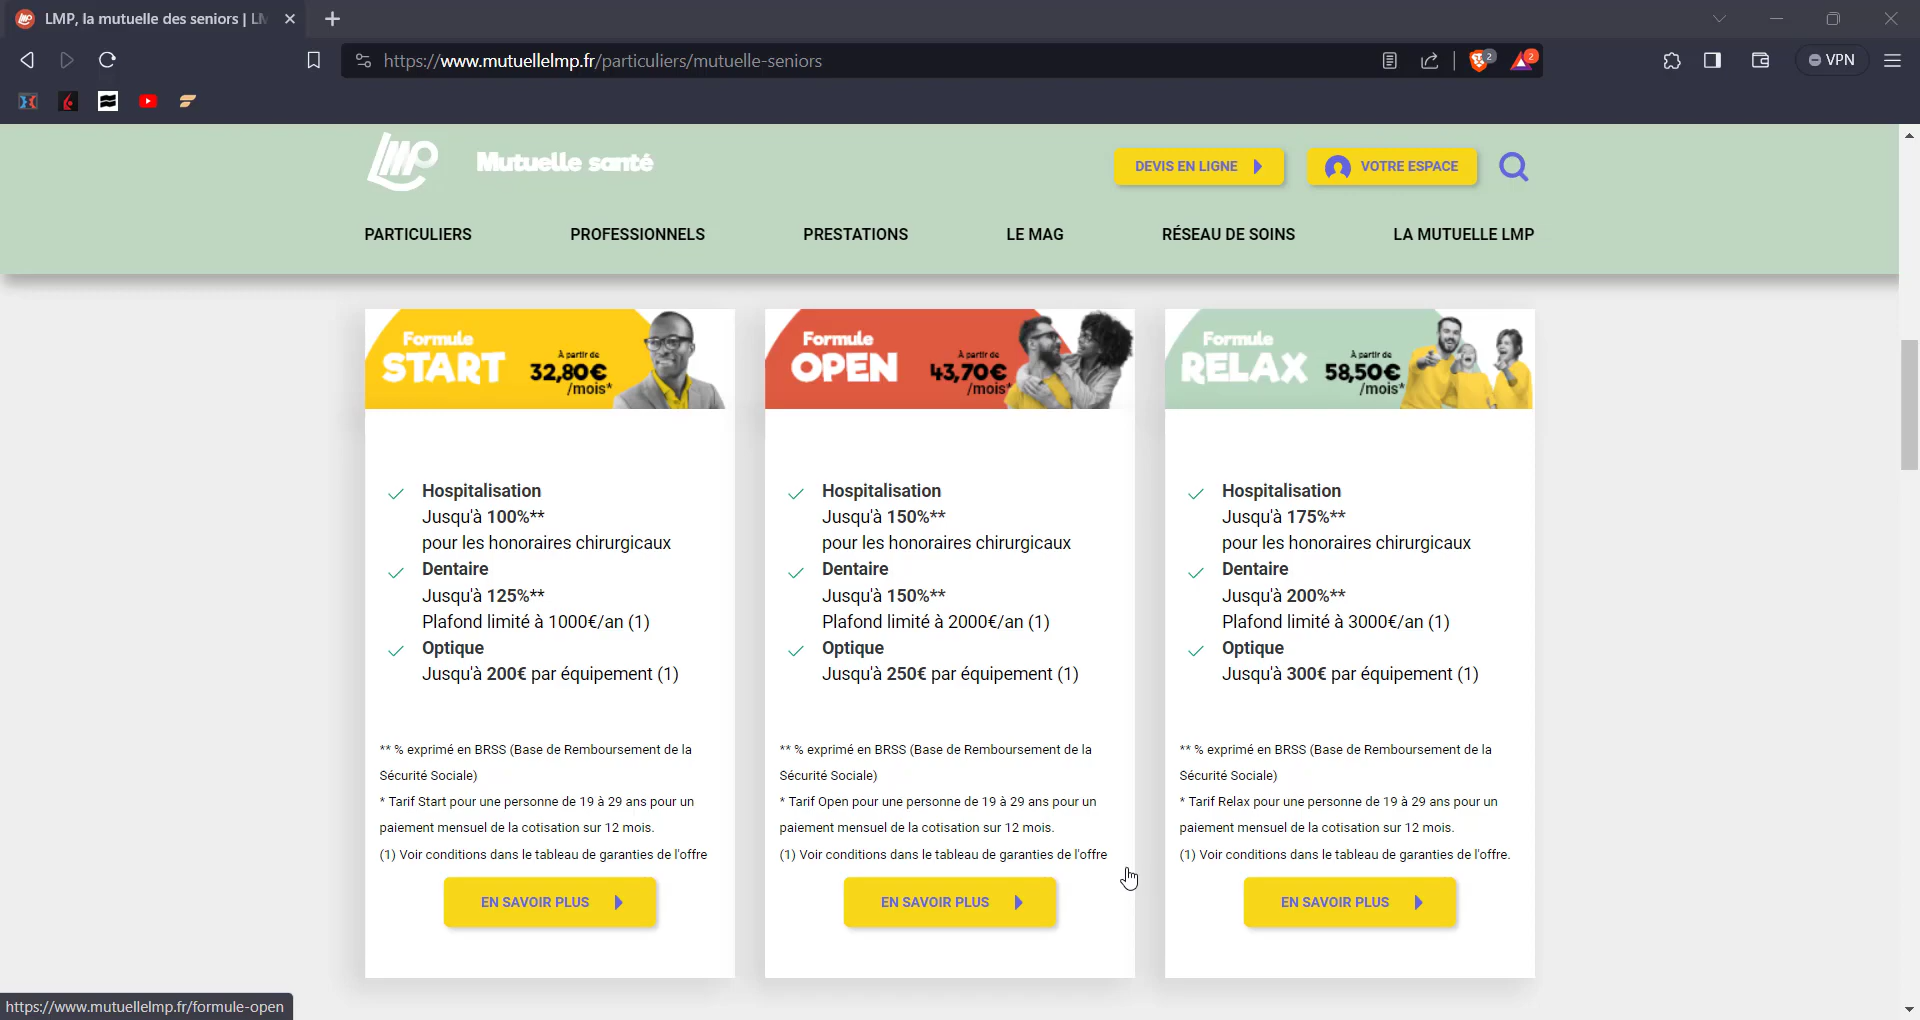 LMP, la mutuelle des seniors | LM
https://www.mutuellelmp.fr/particuliers/mutuelle-seniors
2
2
VPN
LMP
Mutuelle santé
DEVIS EN LIGNE
VOTRE ESPACE
PARTICULIERS
PROFESSIONNELS
PRESTATIONS
LE MAG
RÉSEAU DE SOINS
LA MUTUELLE LMP
Formule
START
À partir de
32,80€
/mois*
Hospitalisation
Jusqu'à 100%**
pour les honoraires chirurgicaux
Dentaire
Jusqu'à 125%**
Plafond limité à 1000€/an (1)
Optique
Jusqu'à 200€ par équipement (1)
** % exprimé en BRSS (Base de Remboursement de la
Sécurité Sociale)
* Tarif Start pour une personne de 19 à 29 ans pour un
paiement mensuel de la cotisation sur 12 mois.
(1) Voir conditions dans le tableau de garanties de l'offre
EN SAVOIR PLUS
Formule
OPEN
À partir de
43,70€
/mois*
Hospitalisation
Jusqu'à 150%**
pour les honoraires chirurgicaux
Dentaire
Jusqu'à 150%**
Plafond limité à 2000€/an (1)
Optique
Jusqu'à 250€ par équipement (1)
** % exprimé en BRSS (Base de Remboursement de la
Sécurité Sociale)
* Tarif Open pour une personne de 19 à 29 ans pour un
paiement mensuel de la cotisation sur 12 mois.
(1) Voir conditions dans le tableau de garanties de l'offre
EN SAVOIR PLUS
Formule
RELAX
À partir de
58,50€
/mois*
Hospitalisation
Jusqu'à 175%**
pour les honoraires chirurgicaux
Dentaire
Jusqu'à 200%**
Plafond limité à 3000€/an (1)
Optique
Jusqu'à 300€ par équipement (1)
** % exprimé en BRSS (Base de Remboursement de la
Sécurité Sociale)
* Tarif Relax pour une personne de 19 à 29 ans pour un
paiement mensuel de la cotisation sur 12 mois.
(1) Voir conditions dans le tableau de garanties de l'offre.
EN SAVOIR PLUS
https://www.mutuellelmp.fr/formule-open